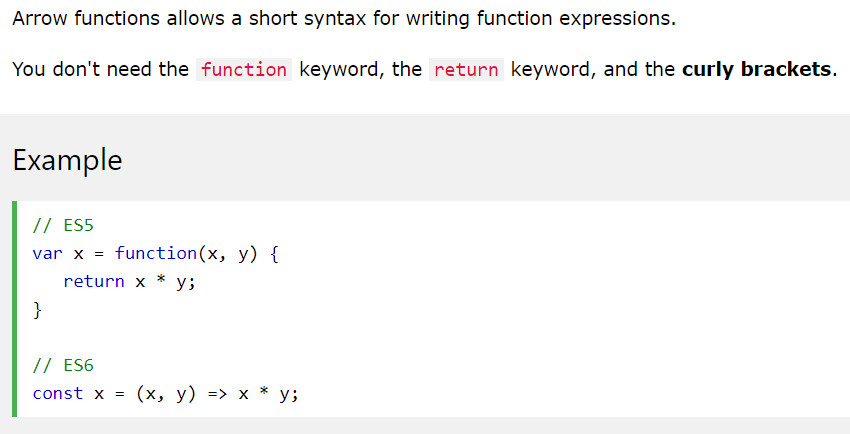 Arrow functions allows a short syntax for writing function expressions.
You don't need the function keyword, the return keyword, and the curly brackets.
Example
// ES5
var x = function(x, y) {
   return x * y;
}
// ES6
const x = (x, y) => x * y;